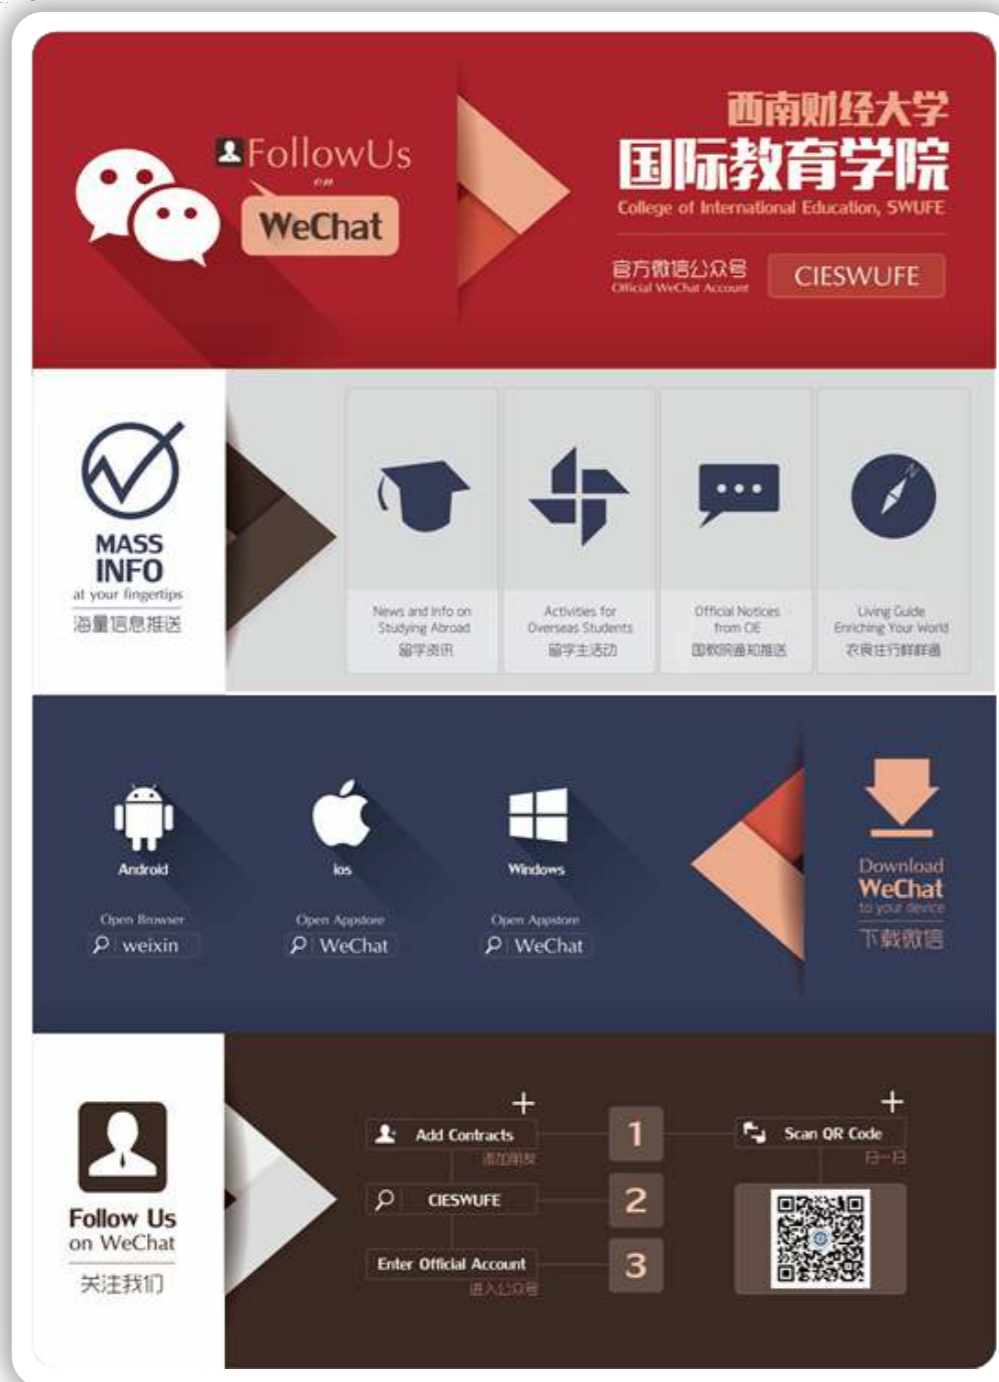 FollowUs
on
WeChat
西南财经大学
国际教育学院
College of International Education, SWUFE
官方微信公众号
Official WeChat Account
CIESWUFE
MASS
INFO
at your fingertips
海量信息推送
News and Info on
Studying Abroad
留学资讯
Activities for
Overseas Students
留学生活动
Official Notices
from CIE
国教院通知推送
Living Guide
Enriching Your World
衣食住行样样通
N
Android
Open Browser
weixin
ios
Open Appstore
WeChat
Windows
Open Appstore
WeChat
Download
WeChat
to your device
下载微信
Follow Us
on WeChat
关注我们
Add Contracts
添加朋友
1
Scan QR Code
扫一扫
CIESWUFE
2
Enter Official Account
进入公众号
3